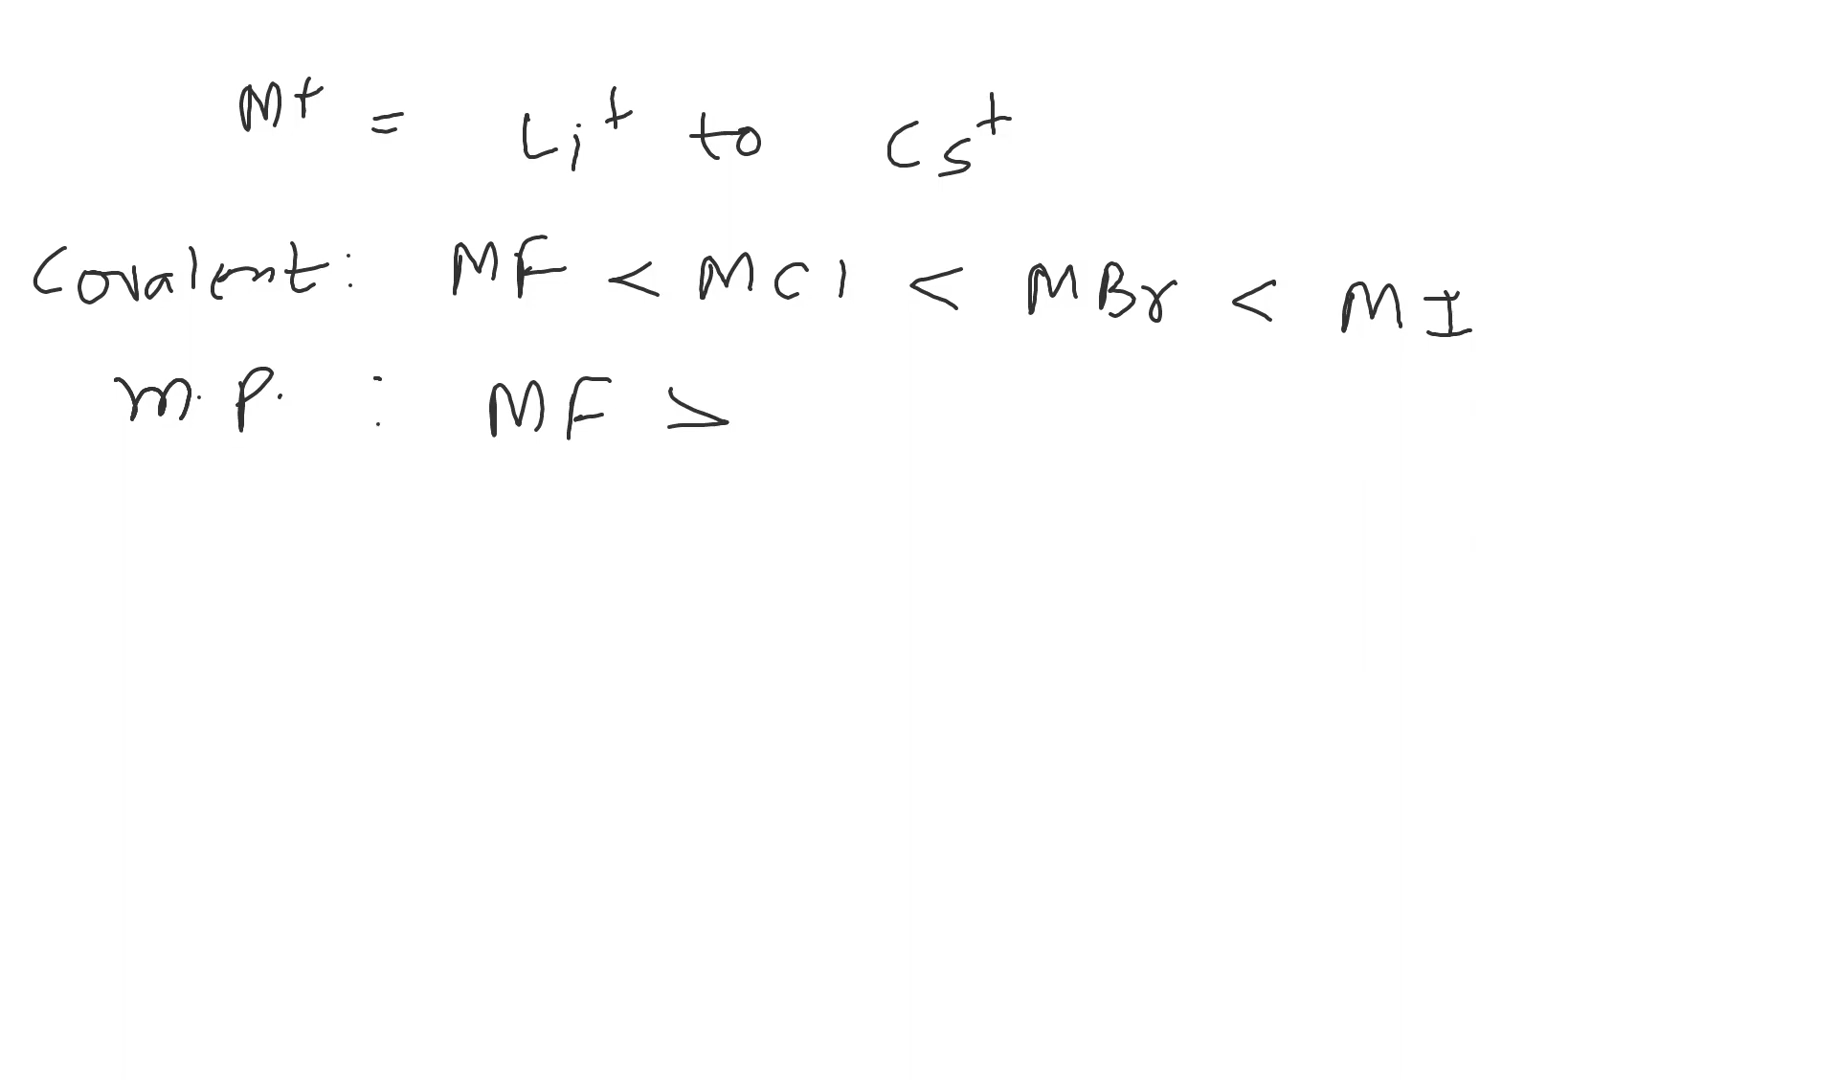 M+ = Li+ to Cs+
Covalent: MF < MCl < MBr < MI
m.p. : MF >